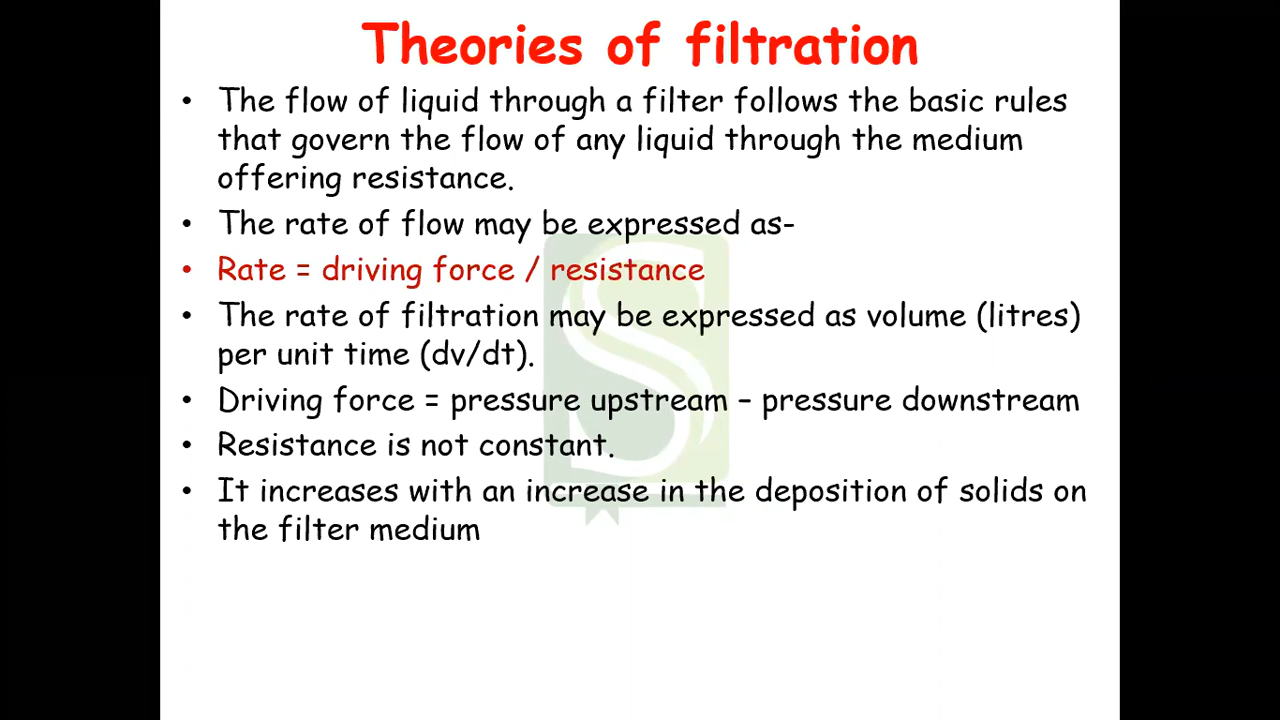 Theories of filtration
• The flow of liquid through a filter follows the basic rules
that govern the flow of any liquid through the medium
offering resistance.
• The rate of flow may be expressed as-
• Rate = driving force / resistance
• The rate of filtration may be expressed as volume (litres)
per unit time (dv/dt).
• Driving force = pressure upstream – pressure downstream
• Resistance is not constant.
• It increases with an increase in the deposition of solids on
the filter medium